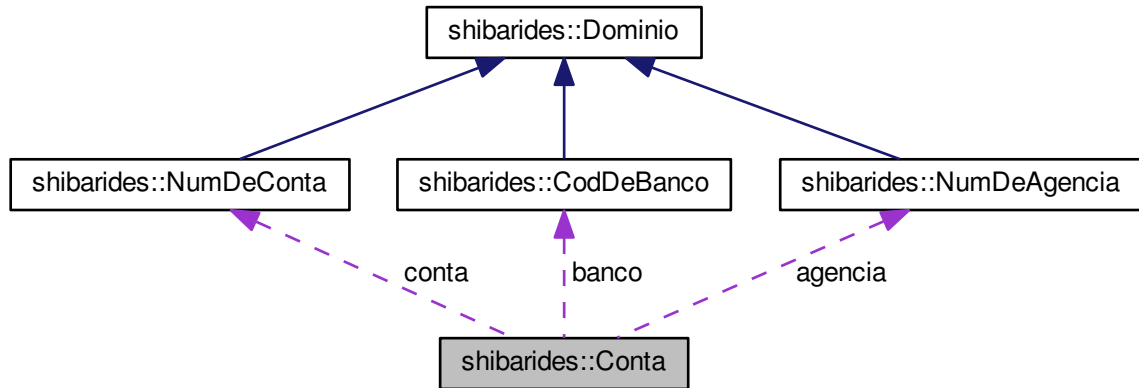 shibarides::Dominio
shibarides::NumDeConta
shibarides::CodDeBanco
shibarides::NumDeAgencia
conta
banco
agencia
shibarides::Conta